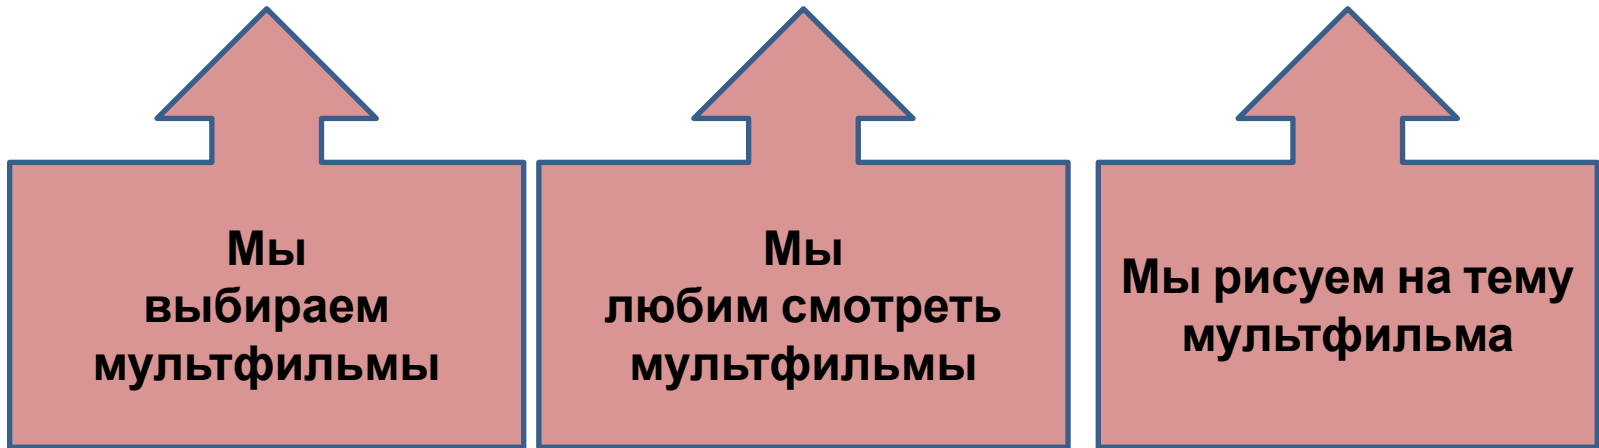 Мы
выбираем
мультфильмы
Мы
любим смотреть
мультфильмы
Мы рисуем на тему
мультфильма